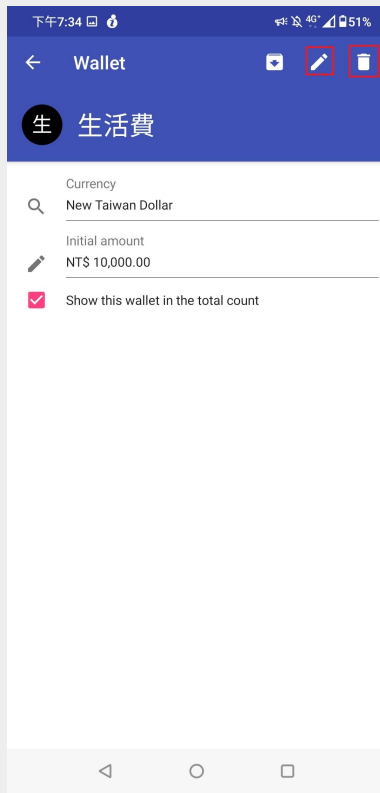 下午7:34 4G+ 51%
Wallet
生 生活費
Currency
New Taiwan Dollar
Initial amount
NT$ 10,000.00
Show this wallet in the total count